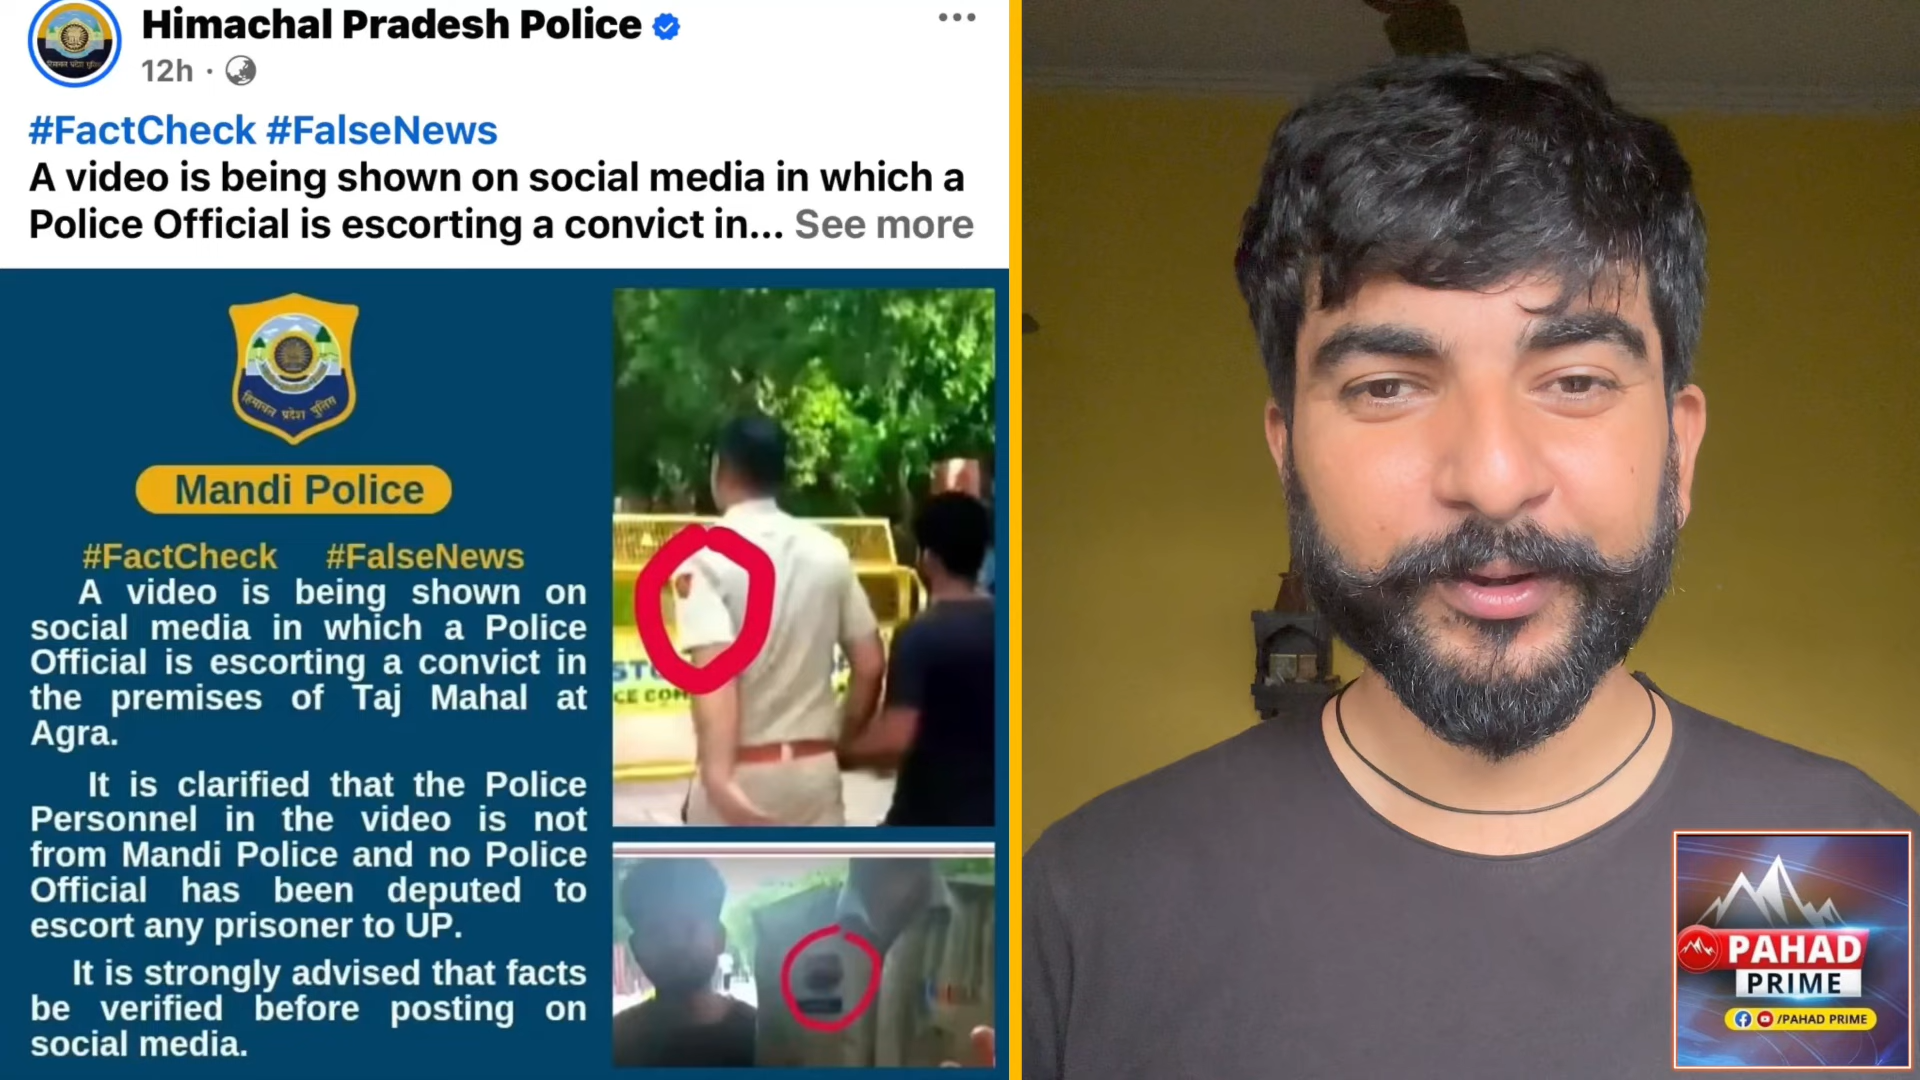 Himachal Pradesh Police
12h ·
#FactCheck #FalseNews
A video is being shown on social media in which a
Police Official is escorting a convict in... See more
हिमाचल प्रदेश पुलिस
Mandi Police
#FactCheck #FalseNews
A video is being shown on
social media in which a Police
Official is escorting a convict in
the premises of Taj Mahal at
Agra.
It is clarified that the Police
Personnel in the video is not
from Mandi Police and no Police
Official has been deputed to
escort any prisoner to UP.
It is strongly advised that facts
be verified before posting on
social media.
PAHAD
PRIME
/PAHAD PRIME